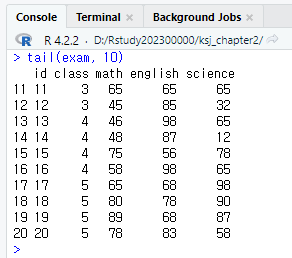 Console Terminal × Background Jobs ×
R 4.2.2 · D:/Rstudy202300000/ksj_chapter2/
> tail(exam, 10)
   id class math english science
11 11     3   65      65      65
12 12     3   45      85      32
13 13     4   46      98      65
14 14     4   48      87      12
15 15     4   75      56      78
16 16     4   58      98      65
17 17     5   65      68      98
18 18     5   80      78      90
19 19     5   89      68      87
20 20     5   78      83      58
>